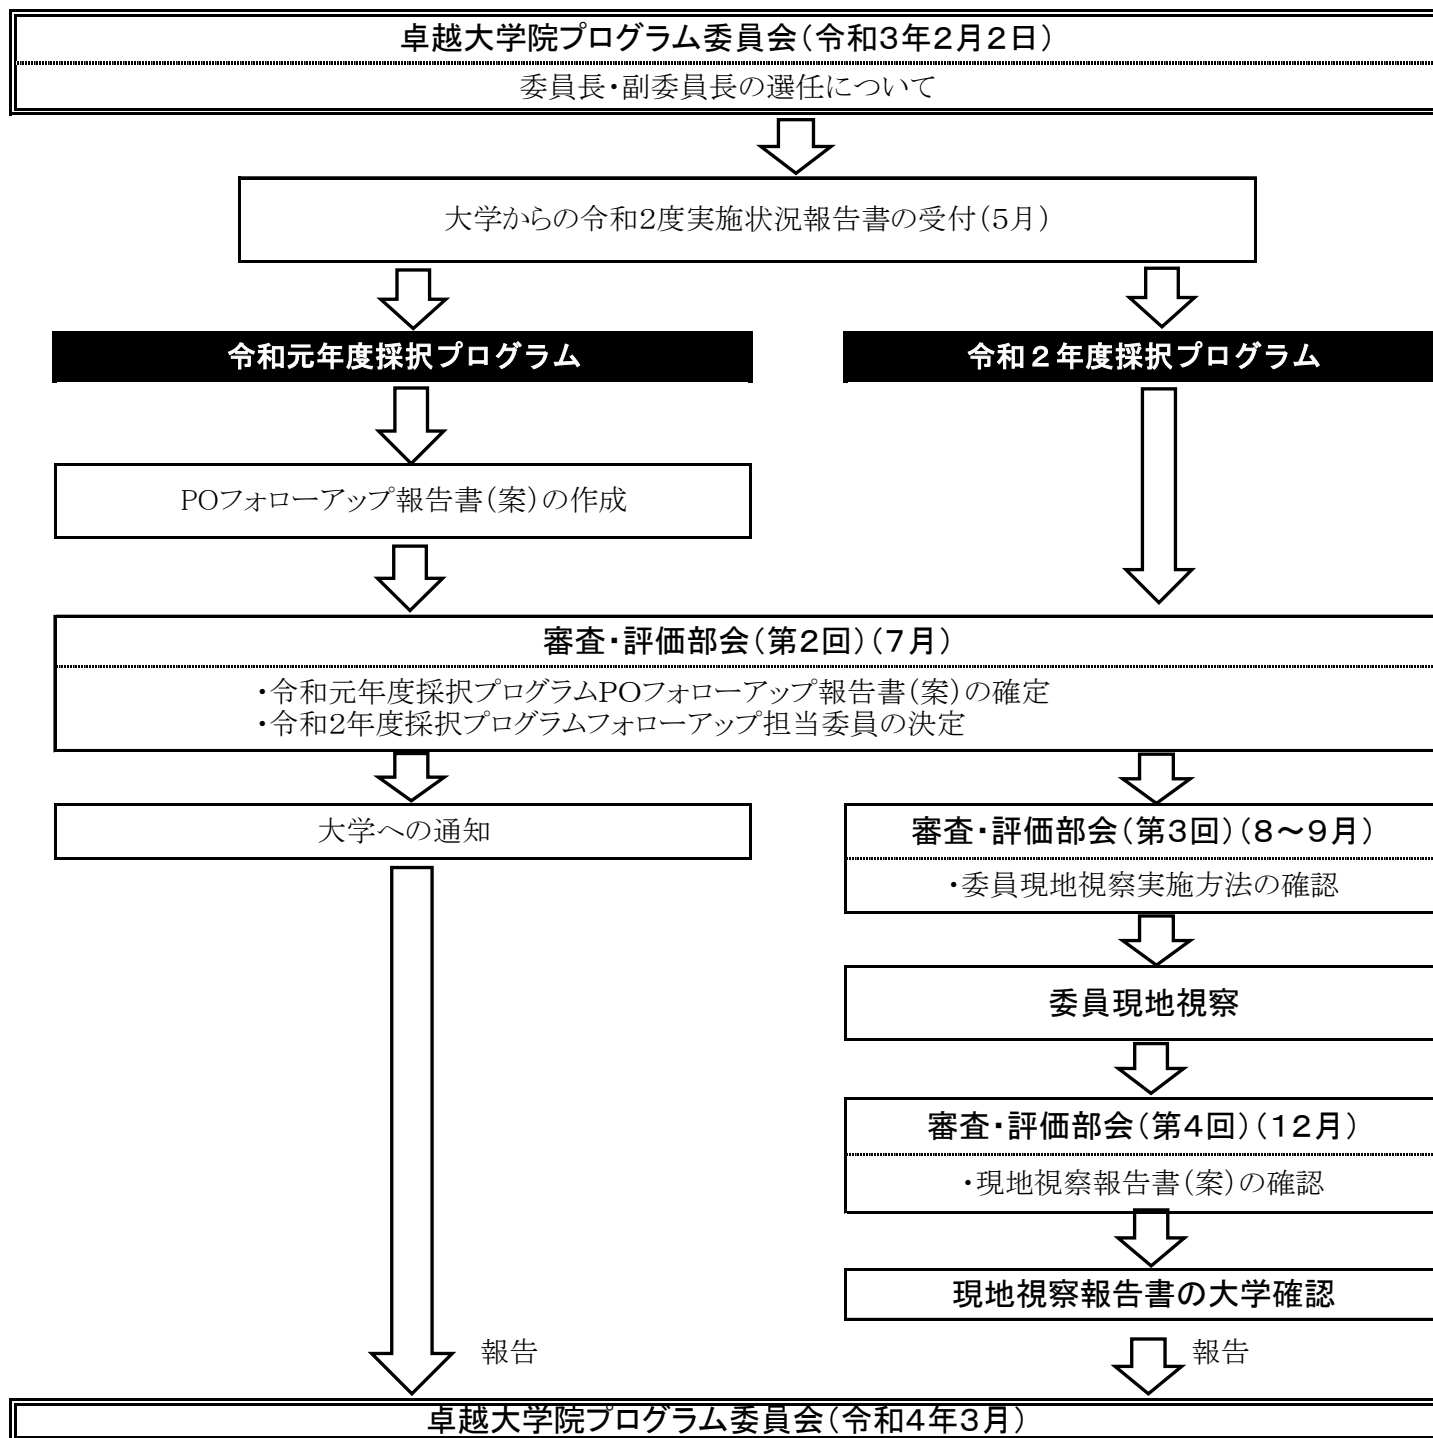 卓越大学院プログラム委員会（令和３年２月２日）
委員長・副委員長の選任について
大学からの令和2度実施状況報告書の受付（5月）
令和元年度採択プログラム
令和２年度採択プログラム
POフォローアップ報告書（案）の作成
審査・評価部会（第２回）（７月）
・令和元年度採択プログラムPOフォローアップ報告書（案）の確定
・令和2年度採択プログラムフォローアップ担当委員の決定
大学への通知
審査・評価部会（第３回）（８～９月）
・委員現地視察実施方法の確認
委員現地視察
審査・評価部会（第４回）（１２月）
・現地視察報告書（案）の確認
現地視察報告書の大学確認
報告
報告
卓越大学院プログラム委員会（令和４年３月）